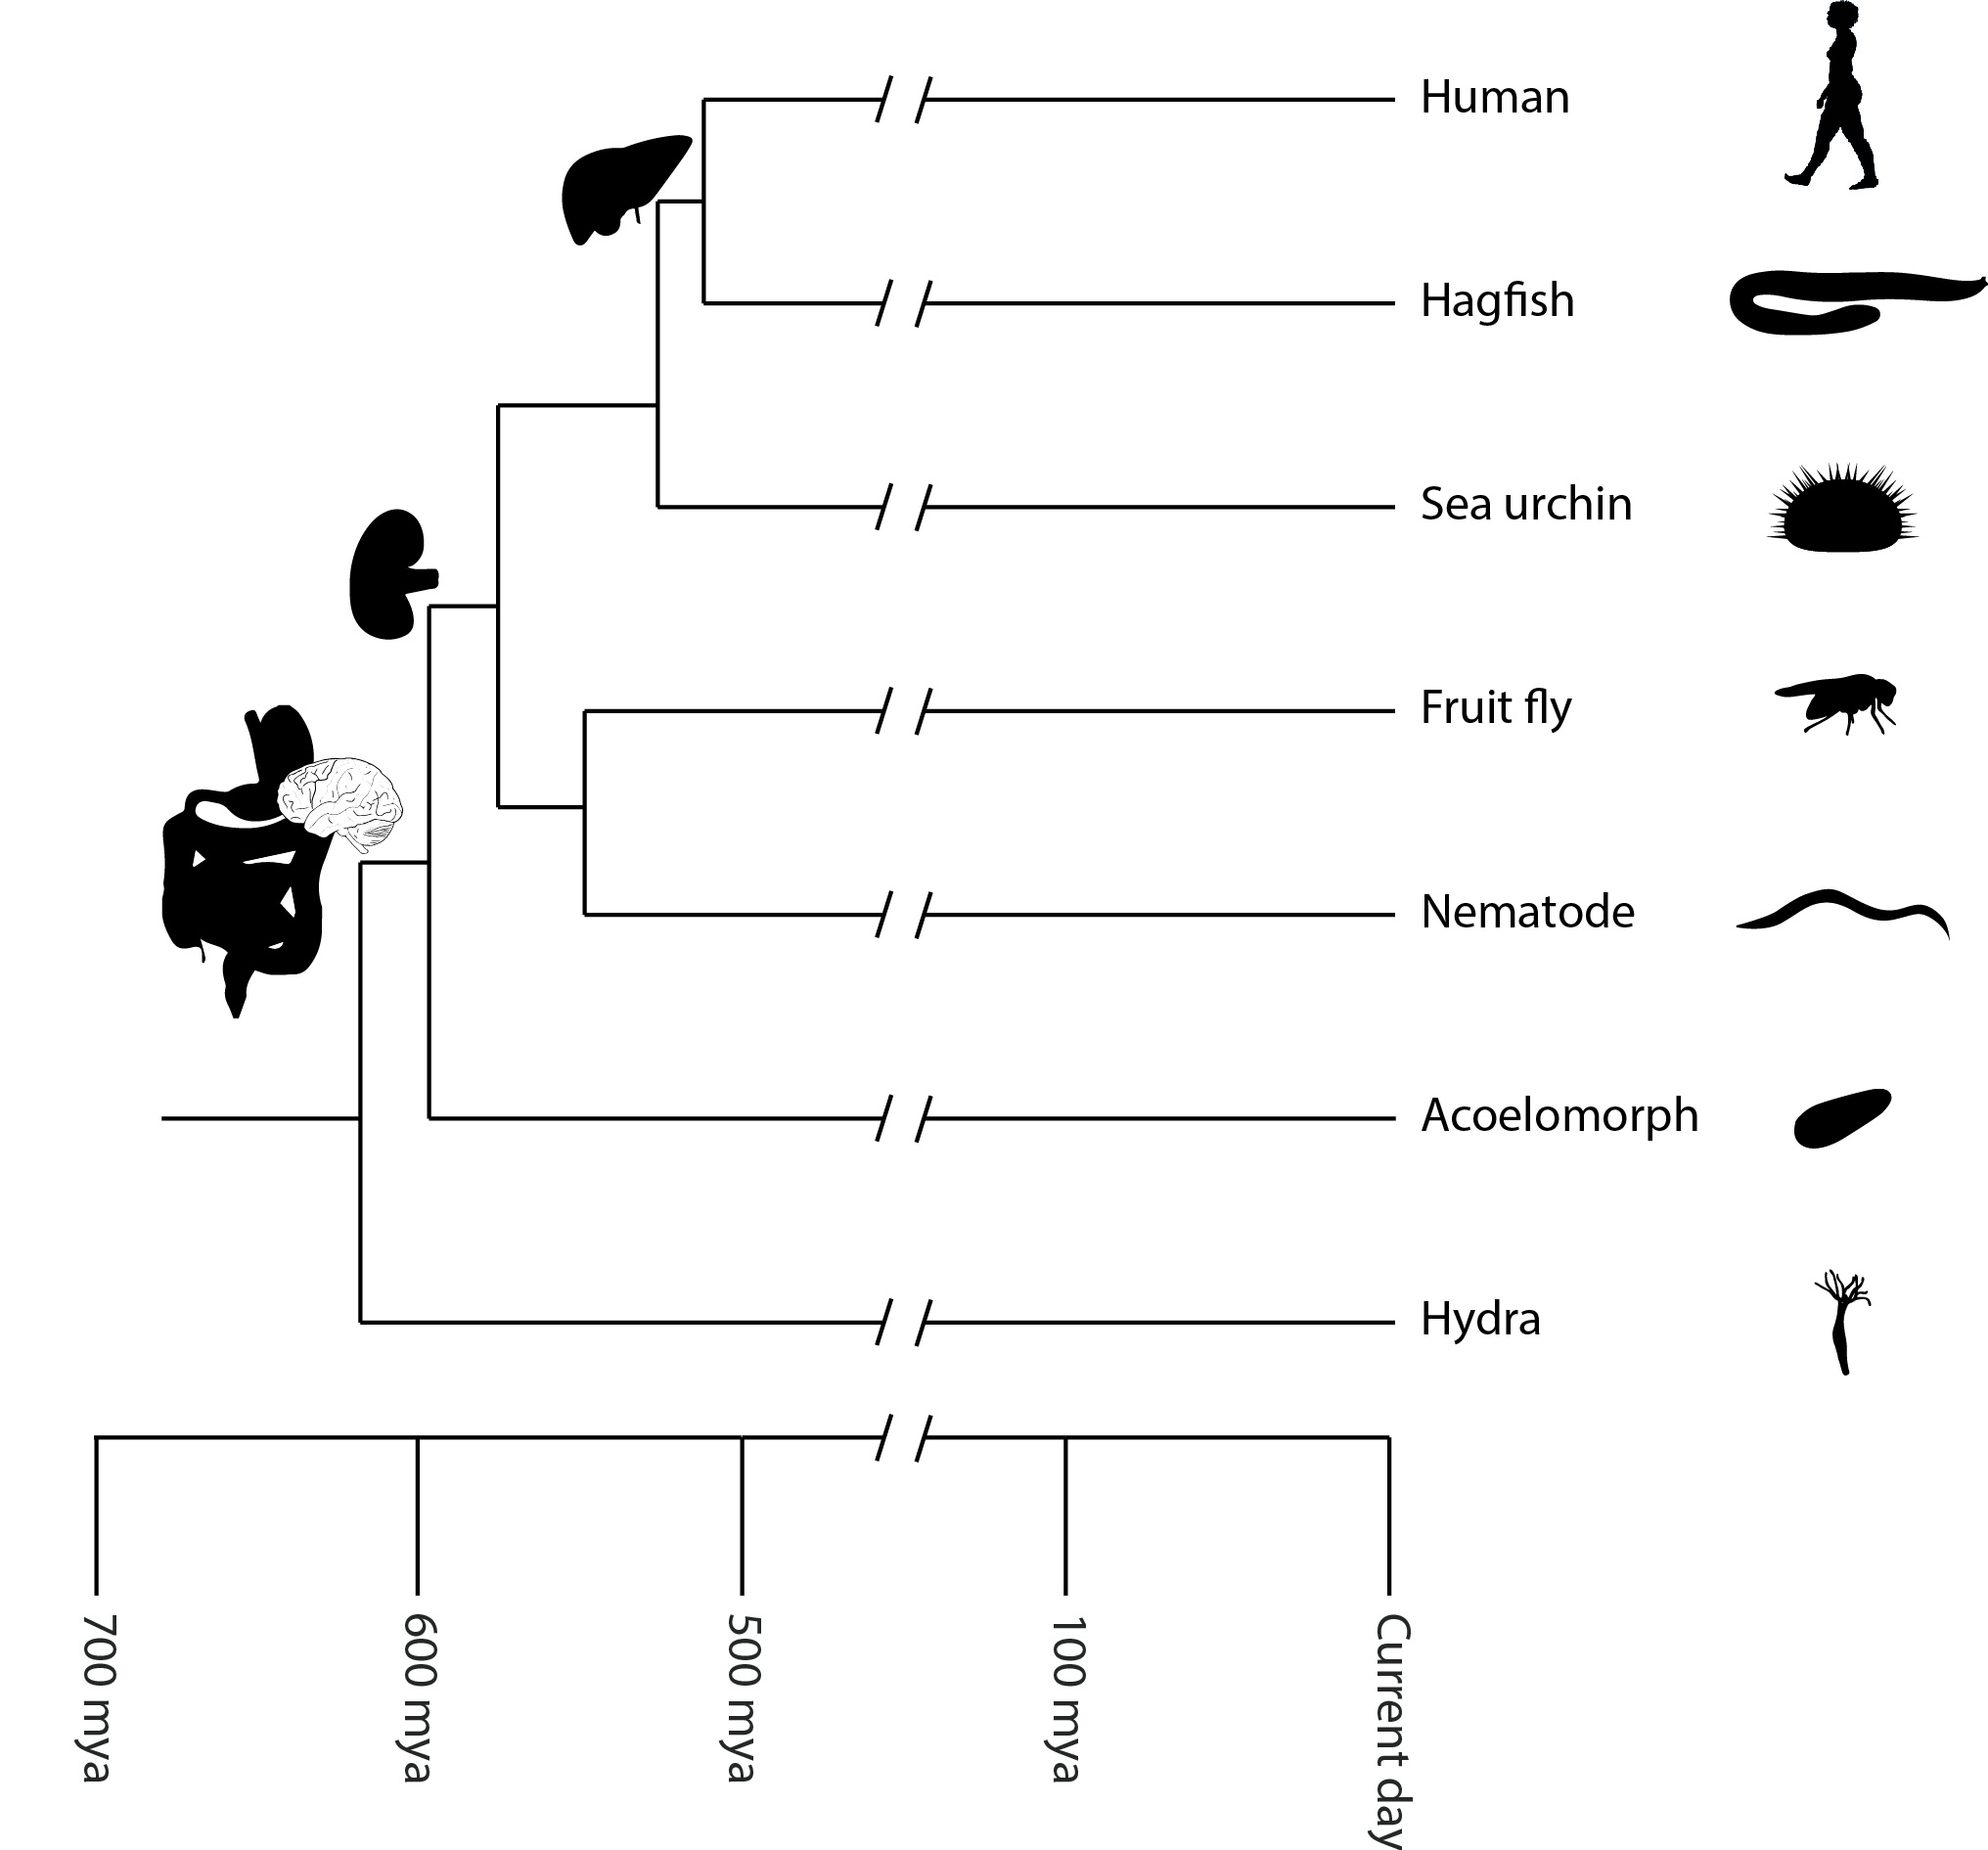 Human
Hagfish
Sea urchin
Fruit fly
Nematode
Acoelomorph
Hydra
700 mya
600 mya
500 mya
100 mya
Current day